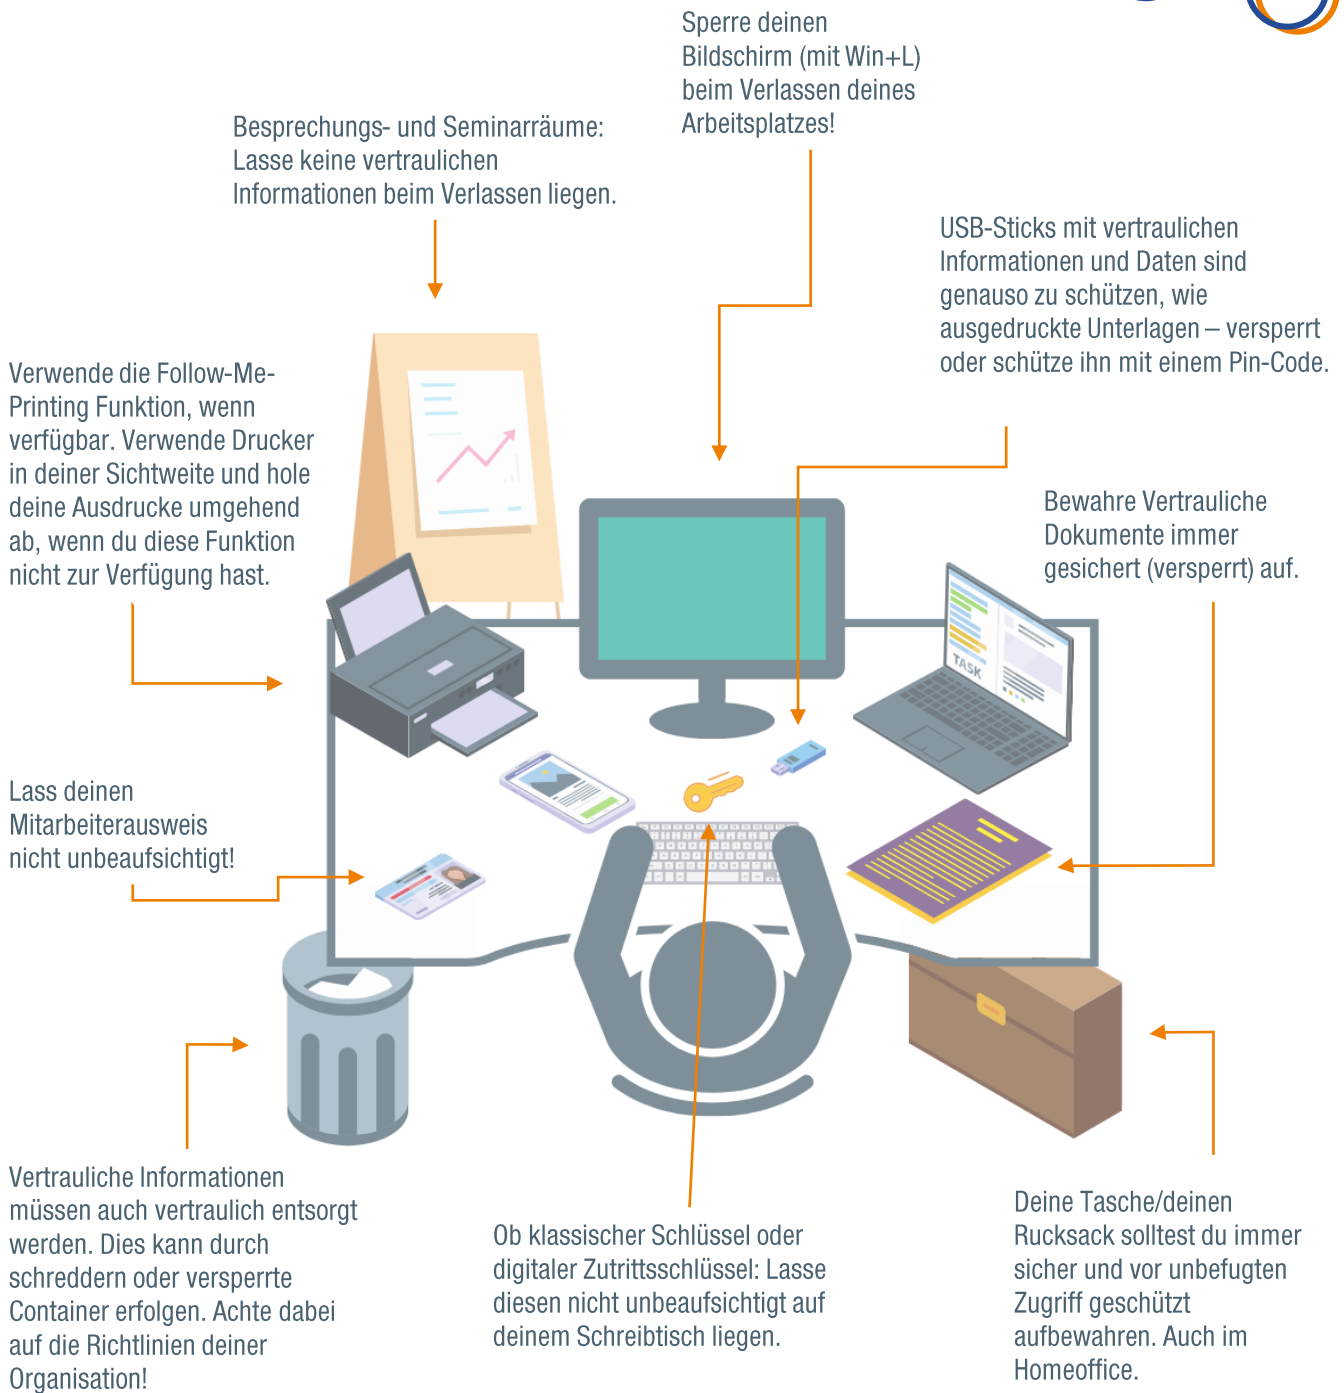 Sperre deinen
Bildschirm (mit Win+L)
beim Verlassen deines
Arbeitsplatzes!
Besprechungs- und Seminarräume:
Lasse keine vertraulichen
Informationen beim Verlassen liegen.
USB-Sticks mit vertraulichen
Informationen und Daten sind
genauso zu schützen, wie
ausgedruckte Unterlagen – versperrt
oder schütze ihn mit einem Pin-Code.
Verwende die Follow-Me-
Printing Funktion, wenn
verfügbar. Verwende Drucker
in deiner Sichtweite und hole
deine Ausdrucke umgehend
ab, wenn du diese Funktion
nicht zur Verfügung hast.
Bewahre Vertrauliche
Dokumente immer
gesichert (versperrt) auf.
TASK
Lass deinen
Mitarbeiterausweis
nicht unbeaufsichtigt!
Vertrauliche Informationen
müssen auch vertraulich entsorgt
werden. Dies kann durch
schreddern oder versperrte
Container erfolgen. Achte dabei
auf die Richtlinien deiner
Organisation!
Ob klassischer Schlüssel oder
digitaler Zutrittsschlüssel: Lasse
diesen nicht unbeaufsichtigt auf
deinem Schreibtisch liegen.
Deine Tasche/deinen
Rucksack solltest du immer
sicher und vor unbefugten
Zugriff geschützt
aufbewahren. Auch im
Homeoffice.